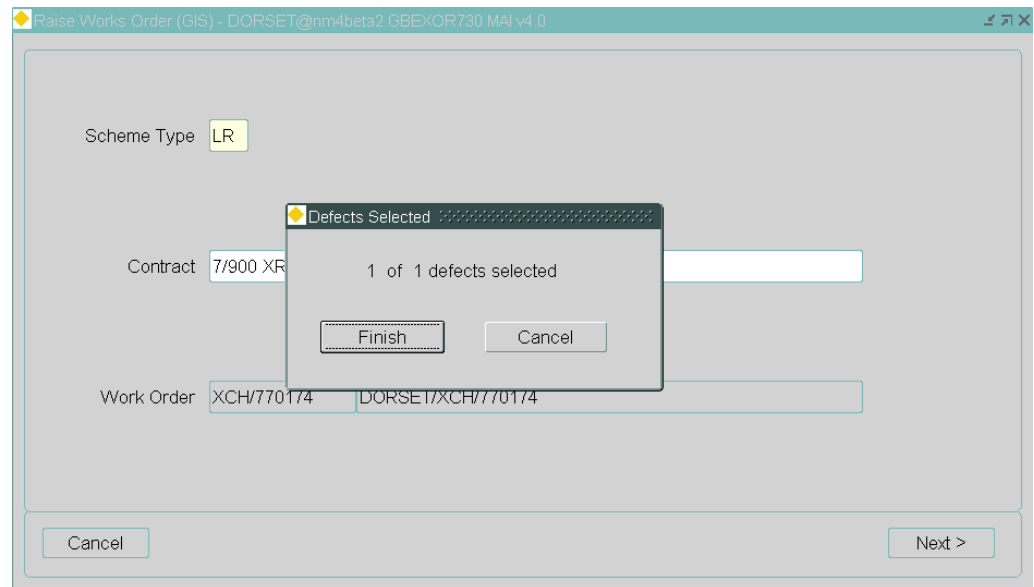 Raise Works Order (GIS) - DORSET@nm4beta2.GBEXOR730 MAI v4.0
Scheme Type LR
Defects Selected
Contract 7/900 XR
1 of 1 defects selected
Finish Cancel
Work Order XCH/770174 DORSET/XCH/770174
Cancel Next >